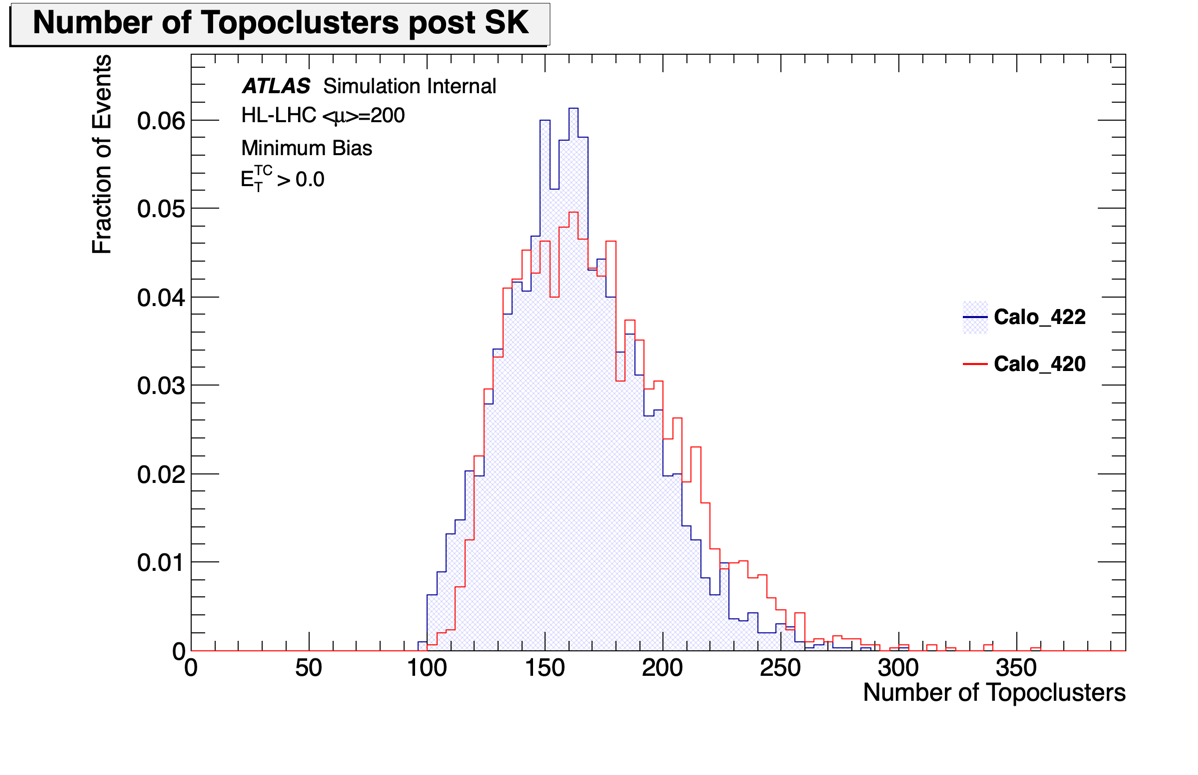 Number of Topoclusters post SK
Fraction of Events
ATLAS Simulation Internal
HL-LHC <μ>=200
Minimum Bias
E_T^TC > 0.0
0.06
0.05
0.04
0.03
0.02
0.01
0
Calo_422
Calo_420
0 50 100 150 200 250 300 350
Number of Topoclusters